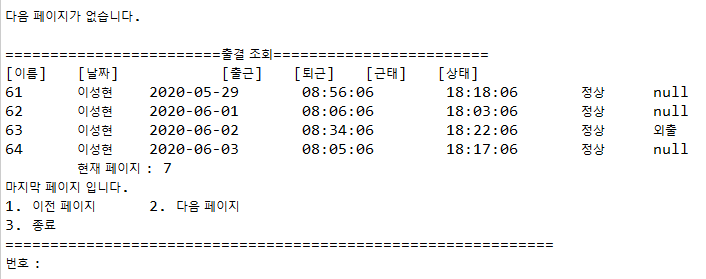 다음 페이지가 없습니다.
========================출결 조회========================
[이름] [날짜] [출근] [퇴근] [근태] [상태]
61 이성현 2020-05-29 08:56:06 18:18:06 정상 null
62 이성현 2020-06-01 08:06:06 18:03:06 정상 null
63 이성현 2020-06-02 08:34:06 18:22:06 정상 외출
64 이성현 2020-06-03 08:05:06 18:17:06 정상 null
현재 페이지 : 7
마지막 페이지 입니다.
1. 이전 페이지 2. 다음 페이지
3. 종료
=============================================================
번호 :